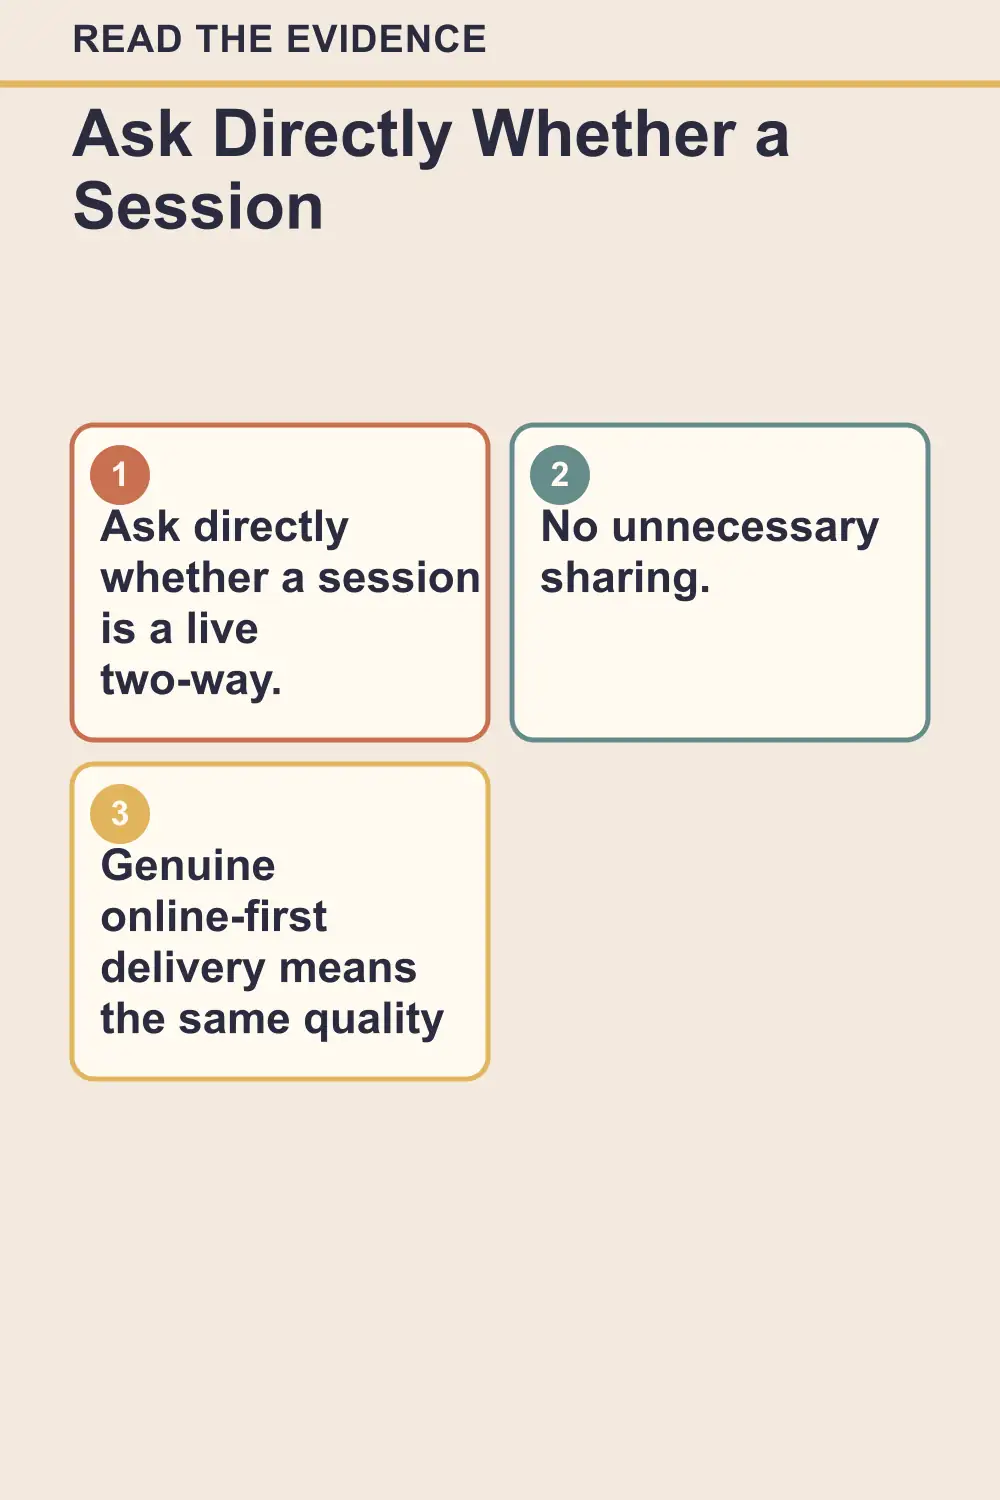 READ THE EVIDENCE
Ask Directly Whether a
Session
1
Ask directly
whether a session
is a live
two-way.
2
No unnecessary
sharing.
3
Genuine
online-first
delivery means
the same quality